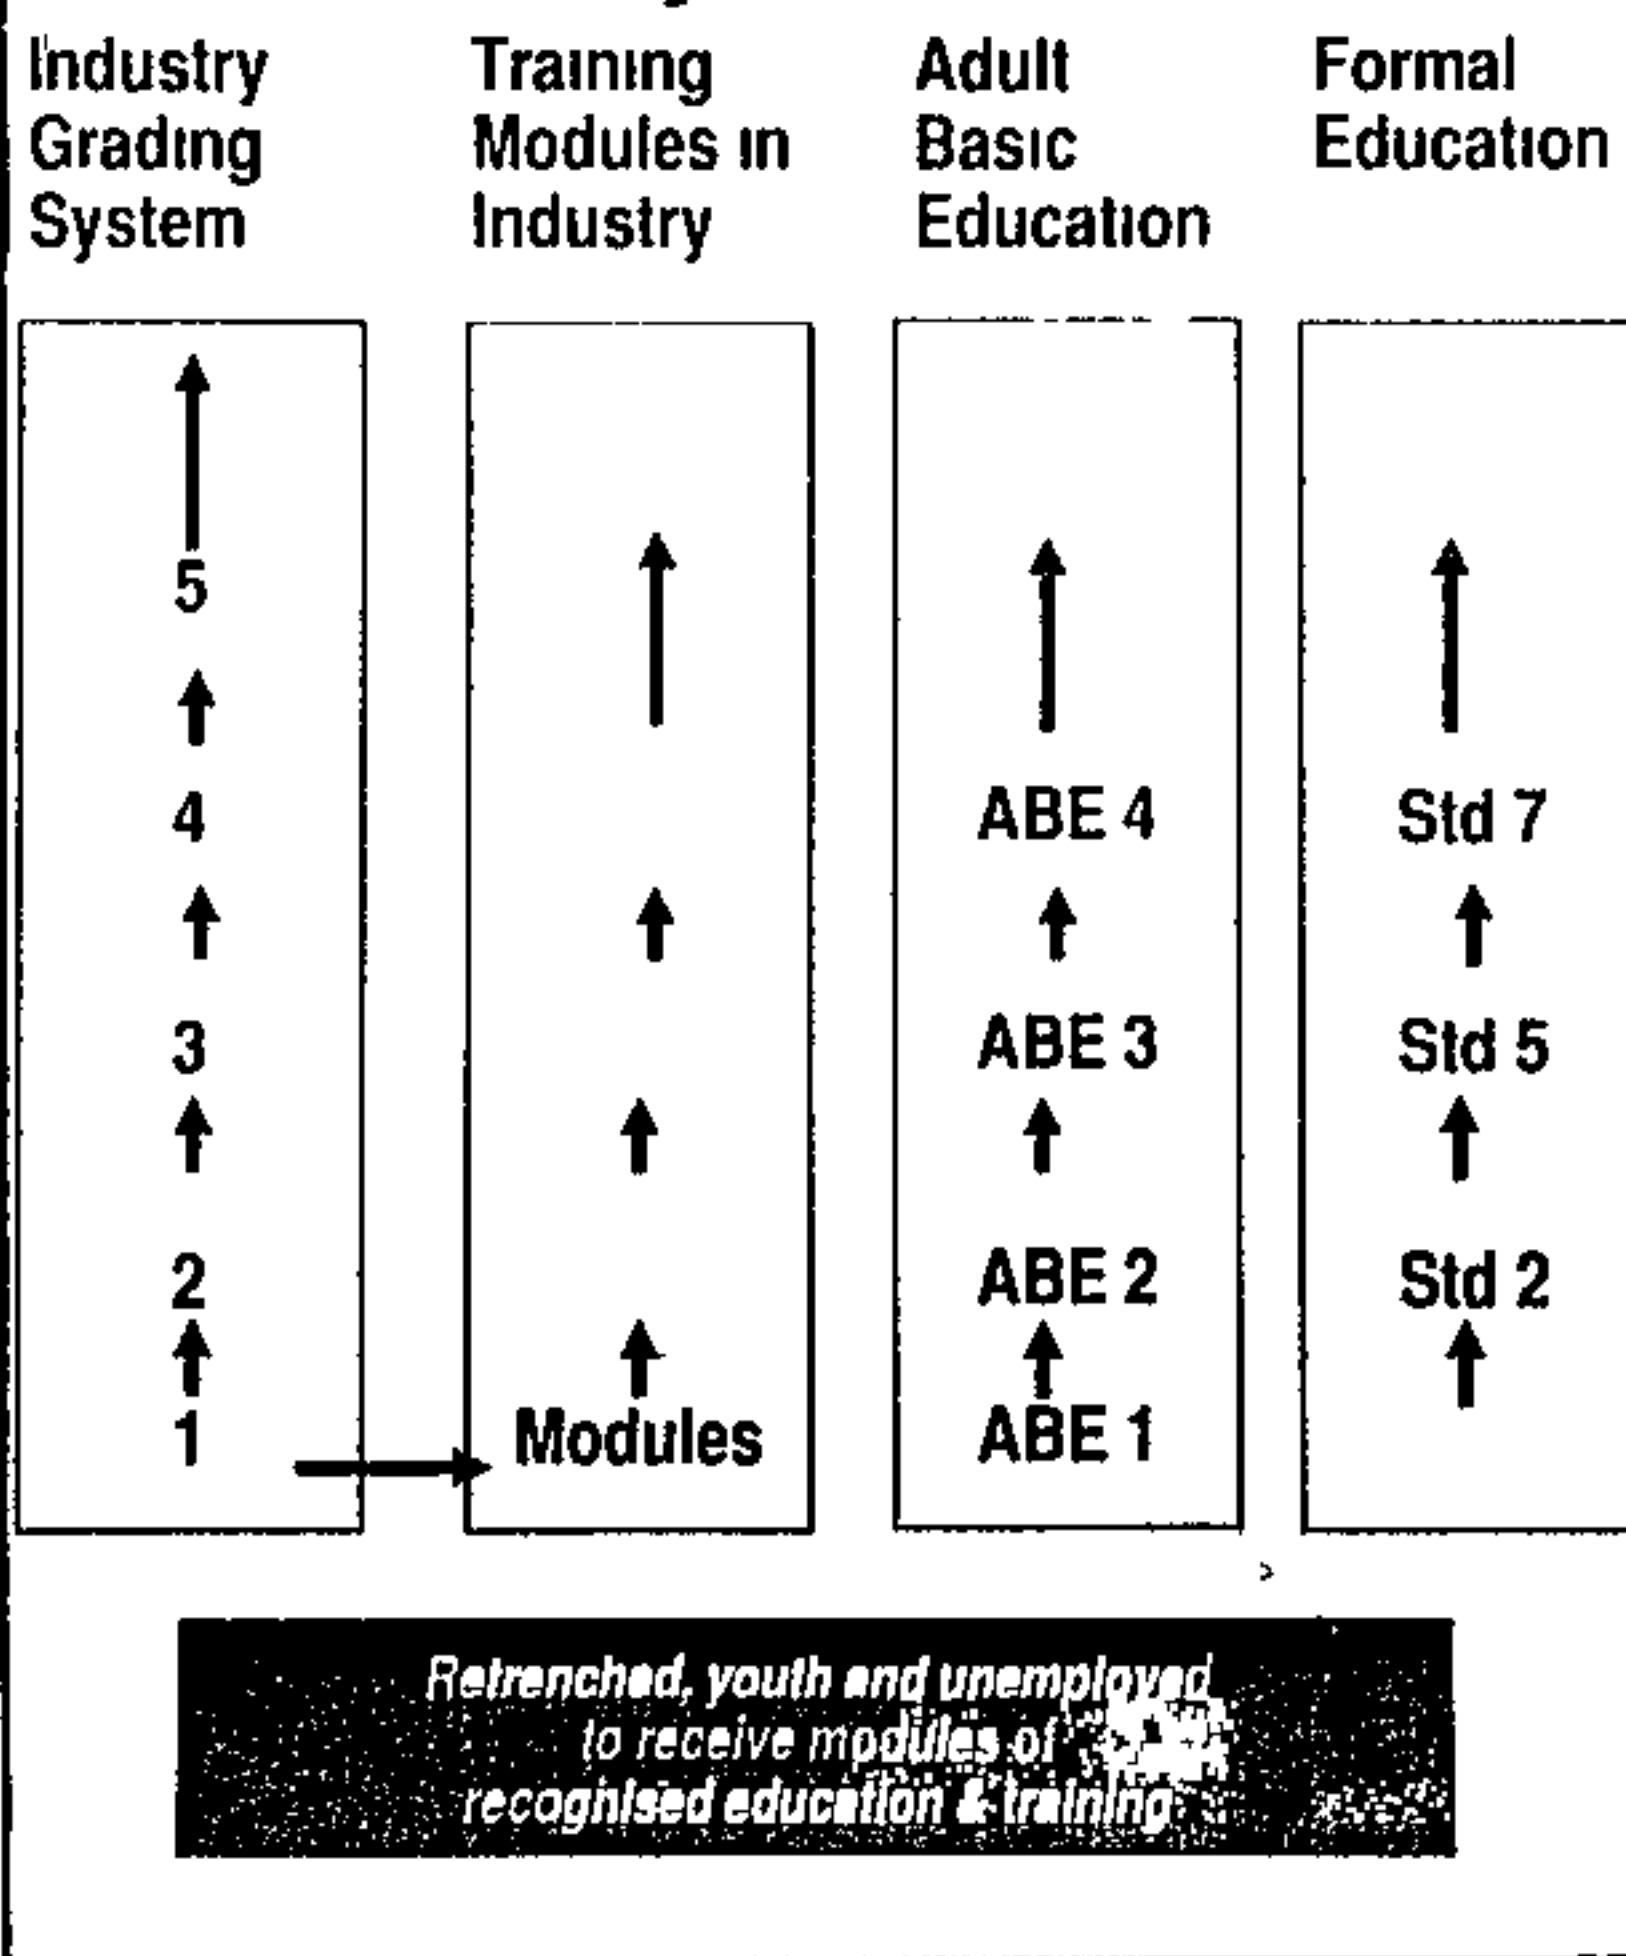 Industry
Grading
System
Training
Modules in
Industry
Adult
Basic
Education
Formal
Education
5
4
3
2
1
Modules
ABE 4
ABE 3
ABE 2
ABE 1
Std 7
Std 5
Std 2
Retrenched, youth and unemployed
to receive modules of
recognised education & training